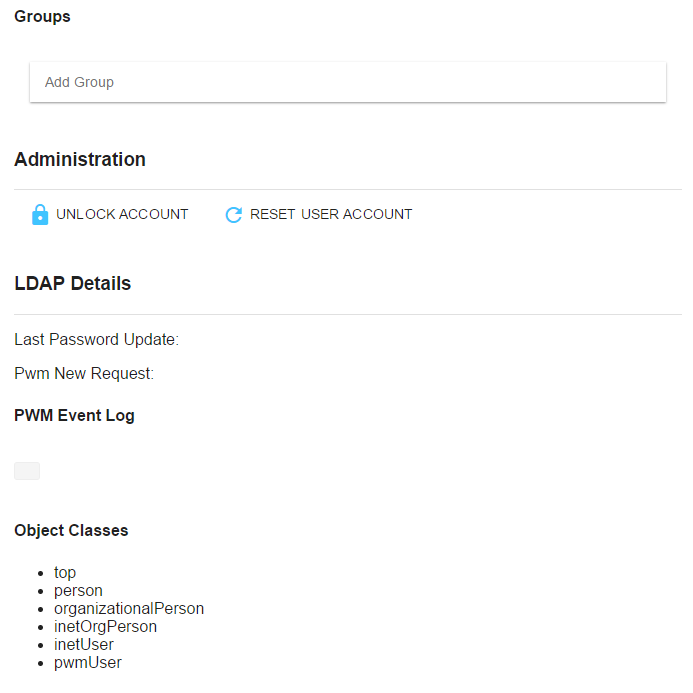 Groups
Add Group
Administration
UNLOCK ACCOUNT RESET USER ACCOUNT
LDAP Details
Last Password Update:
Pwm New Request:
PWM Event Log
Object Classes
top
person
organizationalPerson
inetOrgPerson
inetUser
pwmUser